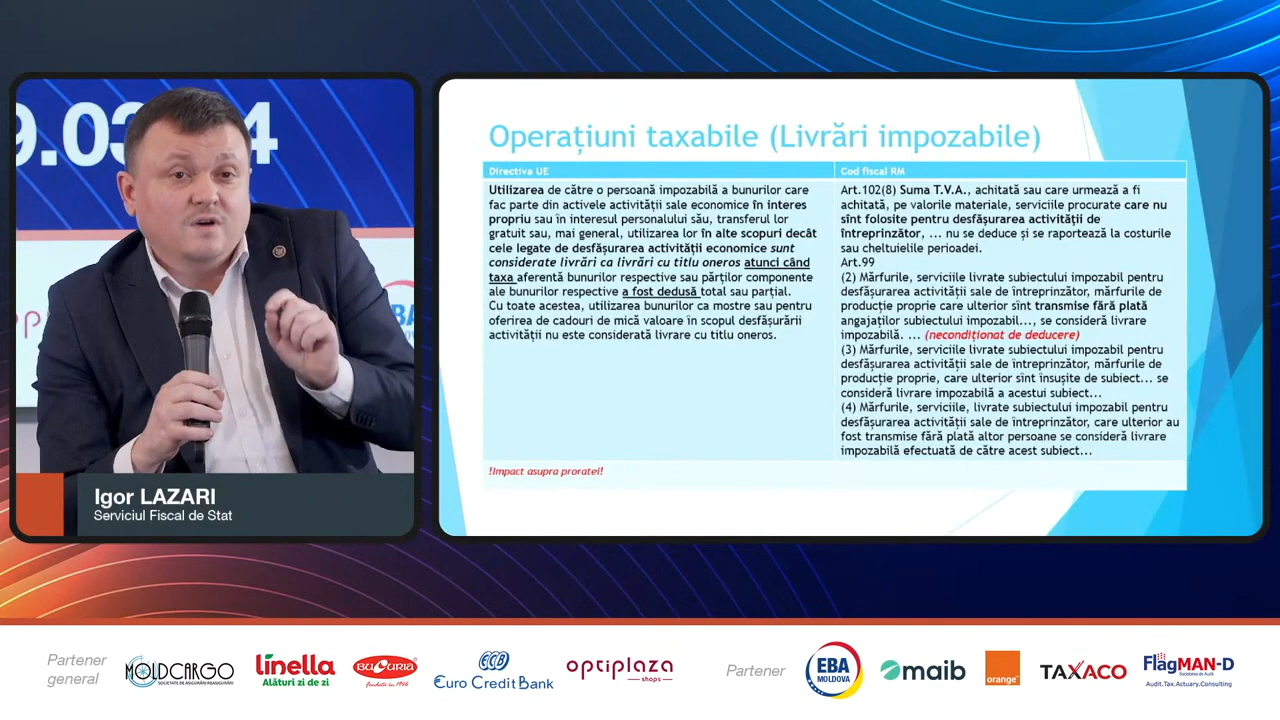 9.03
4
EBA
Igor LAZARI
Serviciul Fiscal de Stat
Operațiuni taxabile (Livrări impozabile)
Directiva UE
Utilizarea de către o persoană impozabilă a bunurilor care
fac parte din activele activității sale economice în interes
propriu sau în interesul personalului său, transferul lor
gratuit sau, mai general, utilizarea lor în alte scopuri decât
cele legate de desfășurarea activității economice sunt
considerate livrări ca livrări cu titlu oneros atunci când
taxa aferentă bunurilor respective sau părților componente
ale bunurilor respective a fost dedusă total sau parțial.
Cu toate acestea, utilizarea bunurilor ca mostre sau pentru
oferirea de cadouri de mică valoare în scopul desfășurării
activității nu este considerată livrare cu titlu oneros.
Cod fiscal RM
Art.102(8) Suma T.V.A., achitată sau care urmează a fi
achitată, pe valorile materiale, serviciile procurate care nu
sînt folosite pentru desfășurarea activității de
întreprinzător, ... nu se deduce și se raportează la costurile
sau cheltuielile perioadei.
Art.99
(2) Mărfurile, serviciile livrate subiectului impozabil pentru
desfășurarea activității sale de întreprinzător, mărfurile de
producție proprie care ulterior sînt transmise fără plată
angajaților subiectului impozabil..., se consideră livrare
impozabilă. ... (necondiționat de deducere)
(3) Mărfurile, serviciile livrate subiectului impozabil pentru
desfășurarea activității sale de întreprinzător, mărfurile de
producție proprie, care ulterior sînt însușite de subiect... se
consideră livrare impozabilă a acestui subiect...
(4) Mărfurile, serviciile, livrate subiectului impozabil pentru
desfășurarea activității sale de întreprinzător, care ulterior au
fost transmise fără plată altor persoane se consideră livrare
impozabilă efectuată de către acest subiect...
!Impact asupra proratei!
Partener
general
MOLDCARGO
SOCIETATE DE ASIGURĂRI-REASIGURĂRI
linella
Alături zi de zi
BUCURIA
fondată în 1946
ECB
Euro Credit Bank
optiplaza
shops
Partener
EBA
MOLDOVA
maib
orange
TAXACO
FlagMAN-D
Societatea de Audit
Audit.Tax.Actuary.Consulting